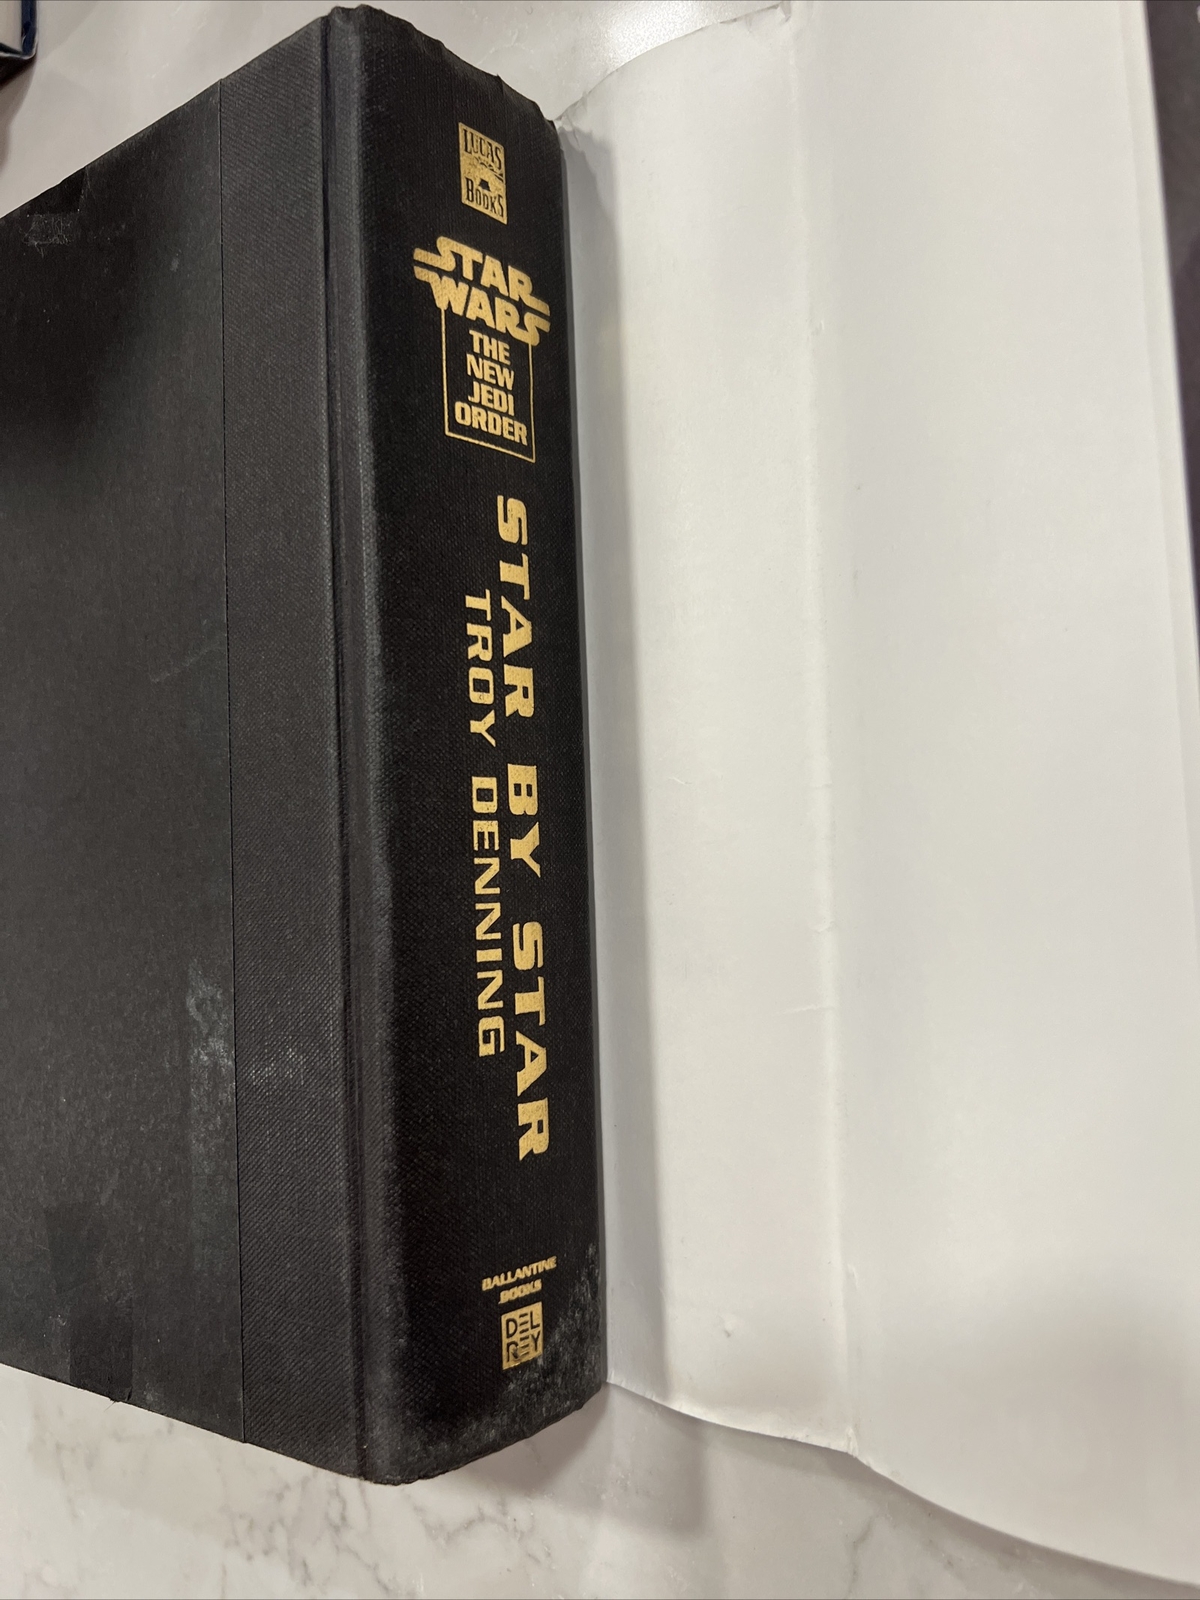 LUCAS
BOOKS
STAR
WARS
THE
NEW
JEDI
ORDER
STAR BY STAR
TROY DENNING
BALLANTINE
BOOKS
DEL
REY